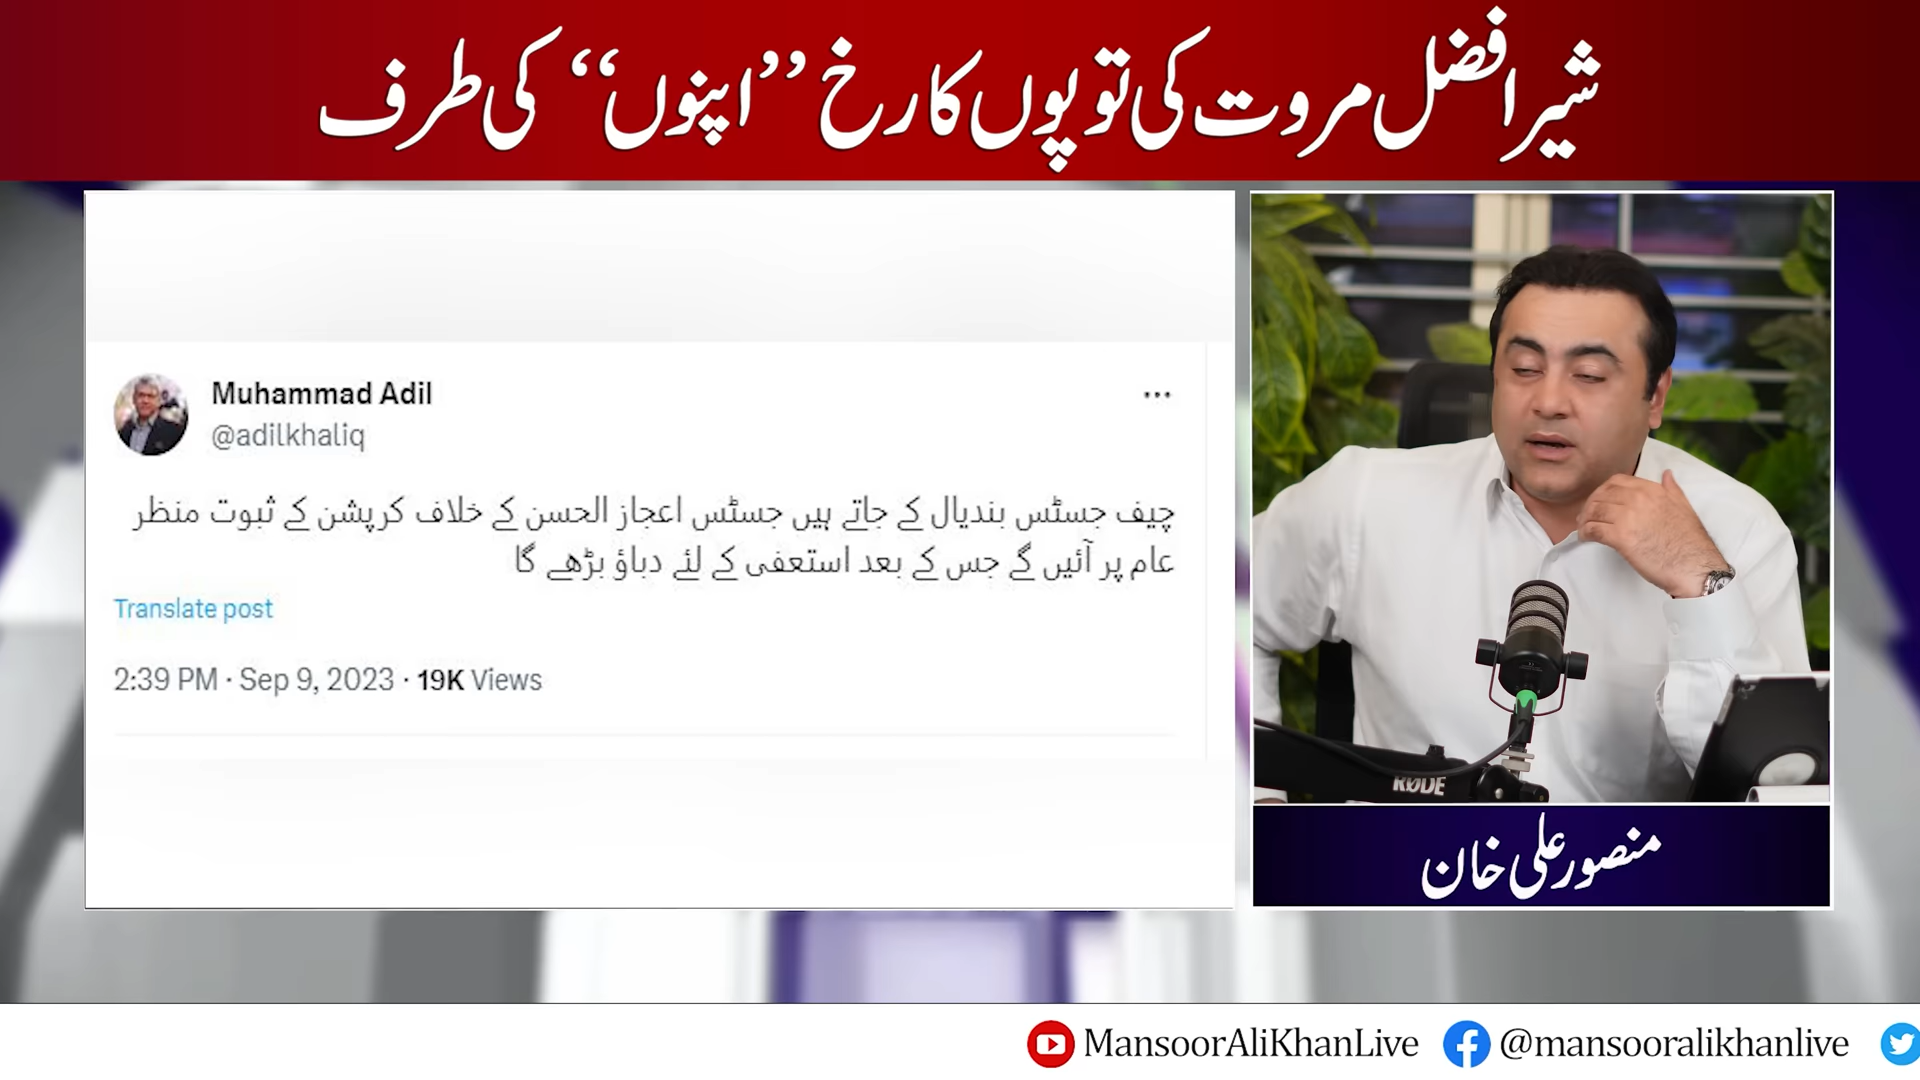 شیر افضل مروت کی توپوں کا رخ ”اپنوں“ کی طرف
Muhammad Adil
@adilkhaliq
چیف جسٹس بندیال کے جاتے ہیں جسٹس اعجاز الحسن کے خلاف کرپشن کے ثبوت منظر
عام پر آئیں گے جس کے بعد استعفی کے لئے دباؤ بڑھے گا
Translate post
2:39 PM · Sep 9, 2023 · 19K Views
RØDE
منصور علی خان
MansoorAliKhanLive @mansooralikhanlive